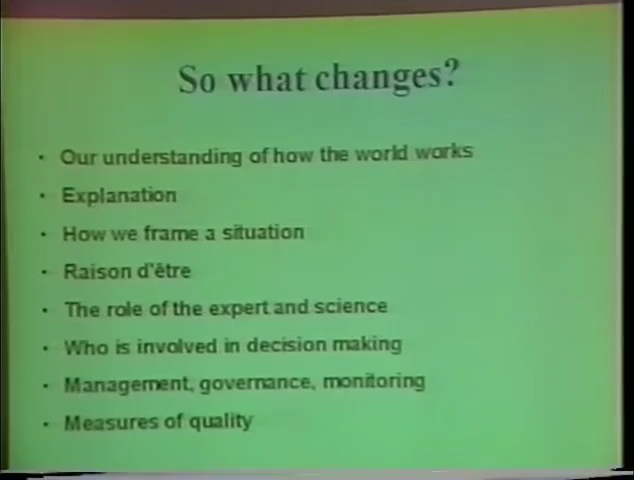 So what changes?
• Our understanding of how the world works
• Explanation
• How we frame a situation
• Raison d'être
• The role of the expert and science
• Who is involved in decision making
• Management, governance, monitoring
• Measures of quality